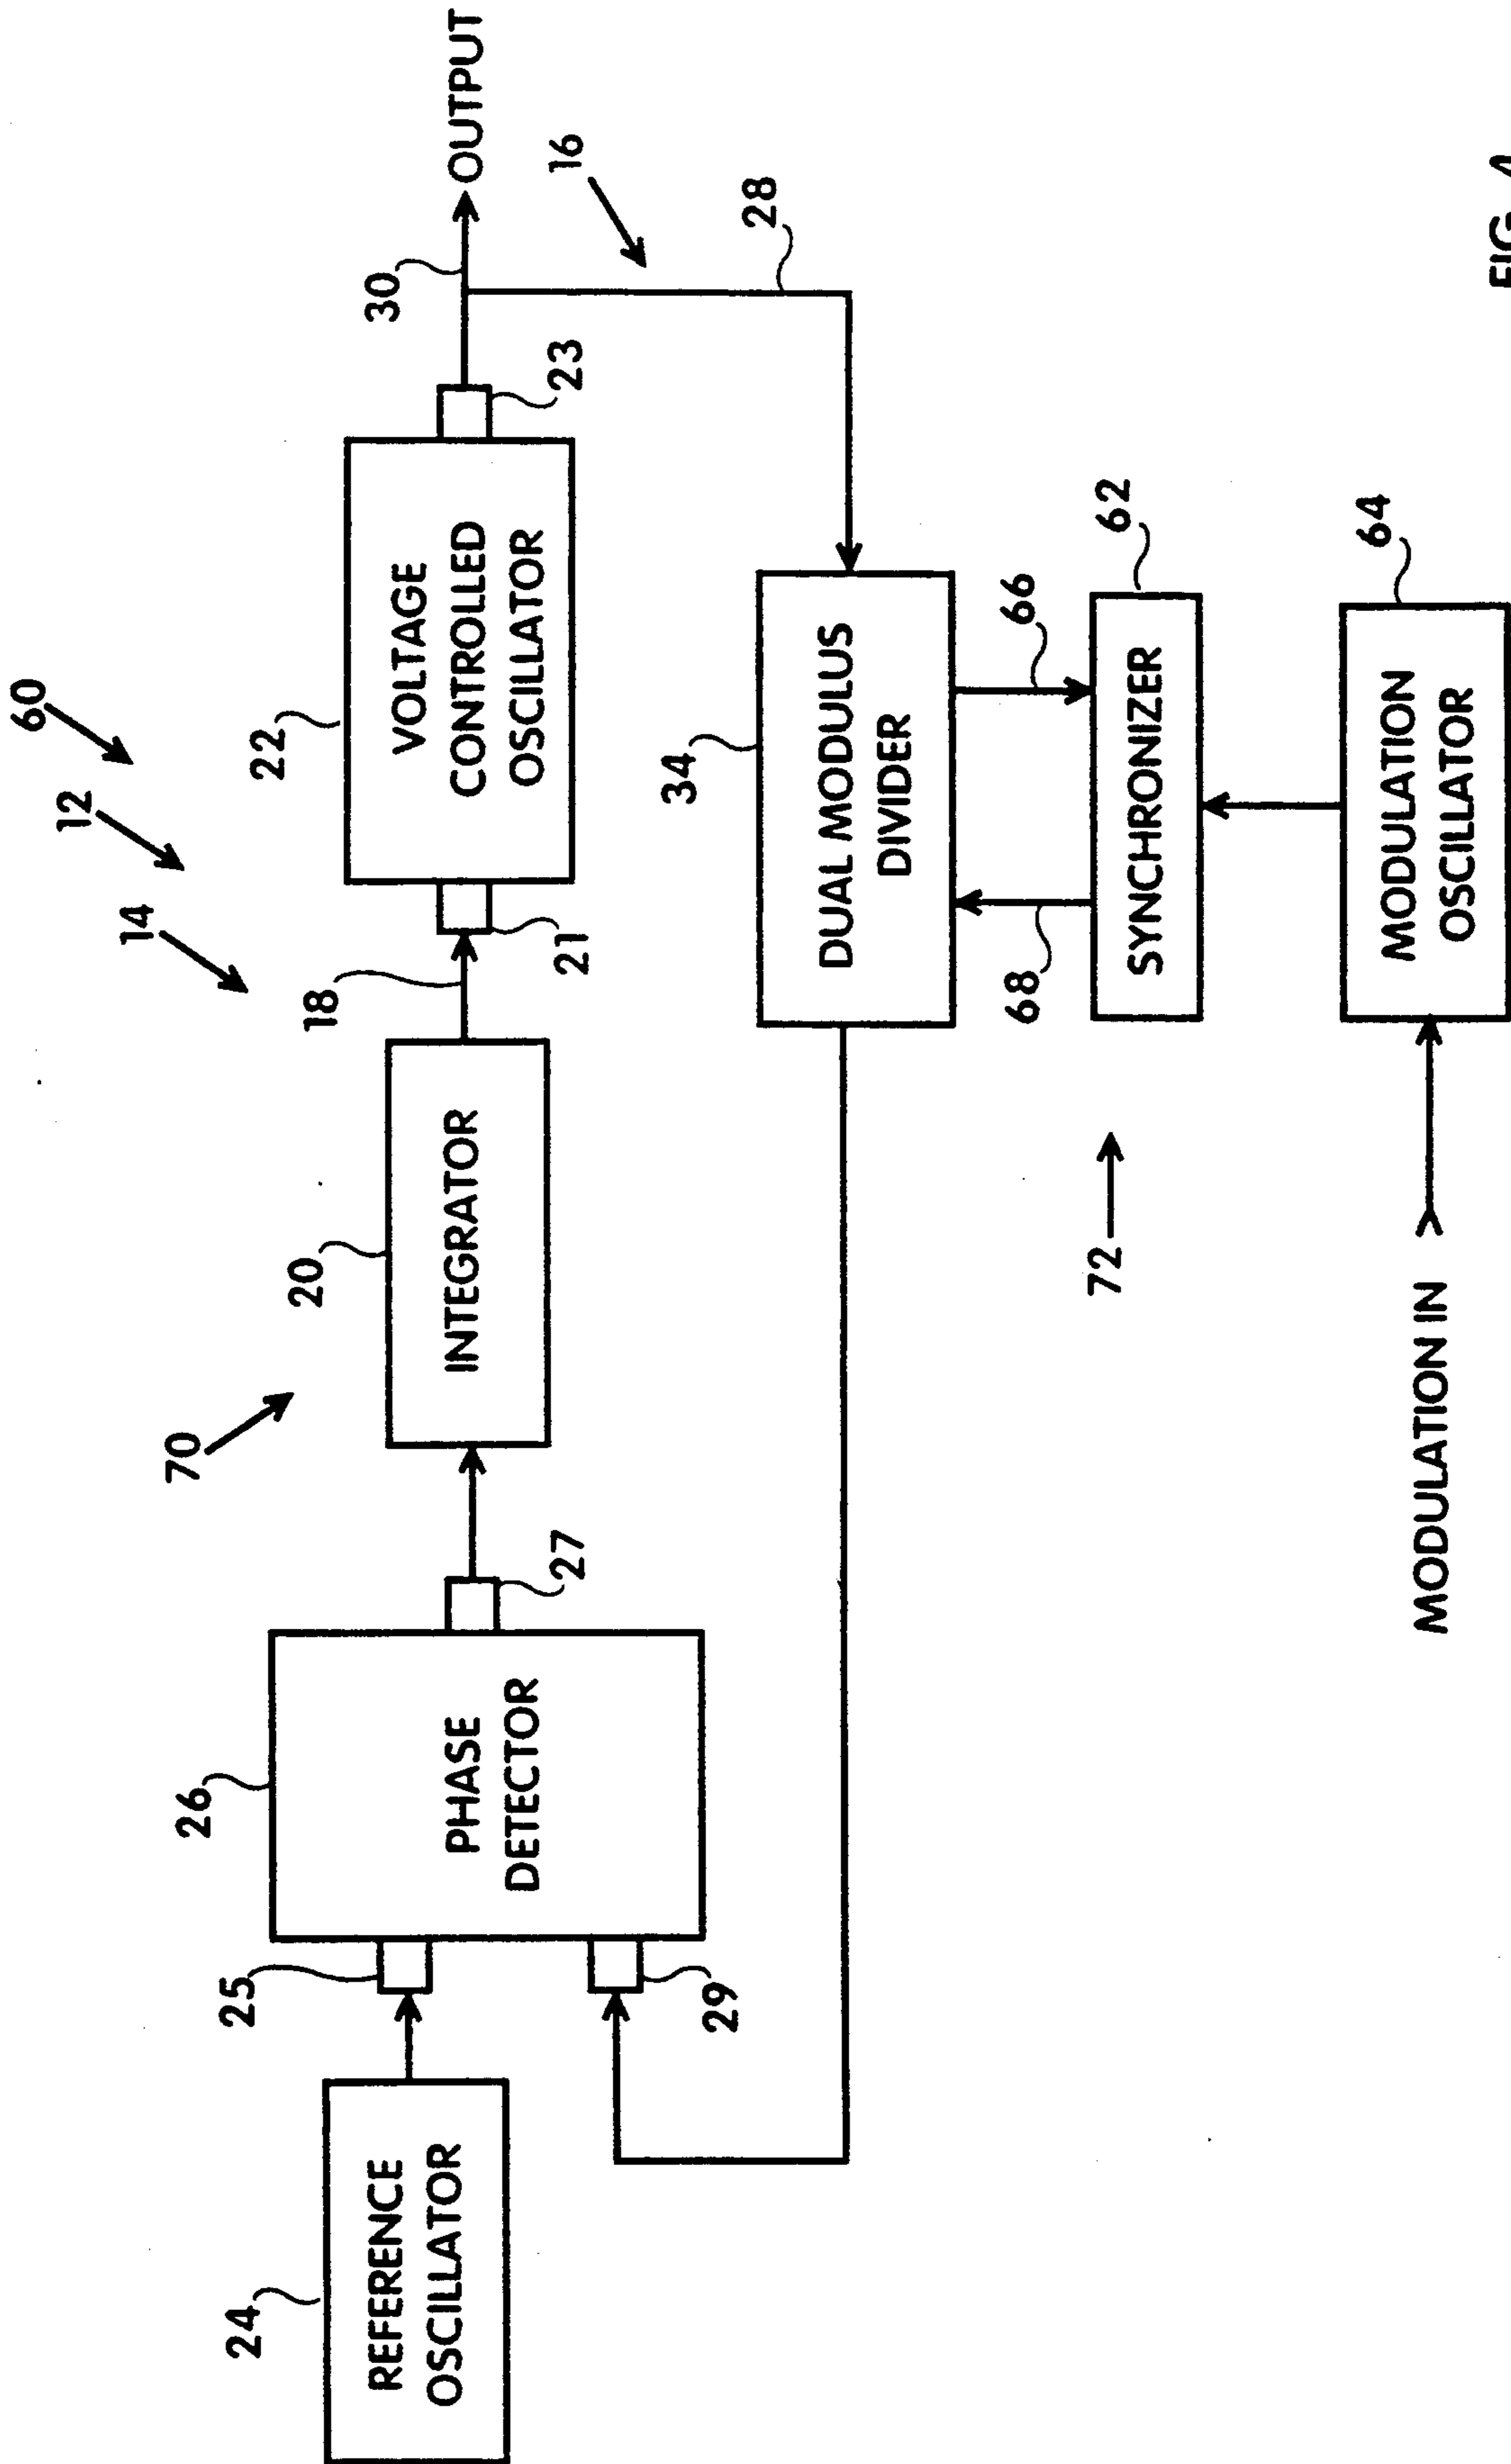 60
12
14
70
OUTPUT
30
16
28
23
22
VOLTAGE
CONTROLLED
OSCILLATOR
21
18
20
INTEGRATOR
27
26
PHASE
DETECTOR
25
29
24
REFERENCE
OSCILLATOR
34
DUAL MODULUS
DIVIDER
66
68
62
SYNCHRONIZER
72
64
MODULATION
OSCILLATOR
MODULATION IN